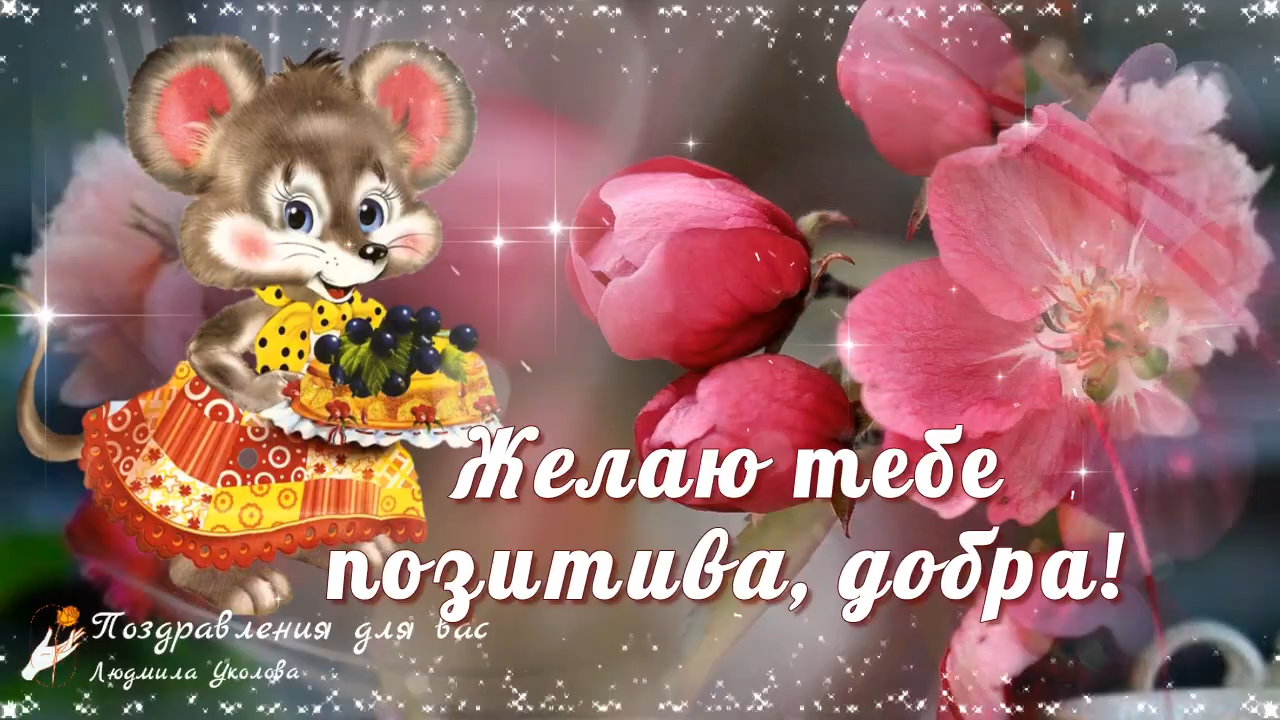 Желаю тебе
позитива, добра!
Поздравления для вас
Людмила Уколова